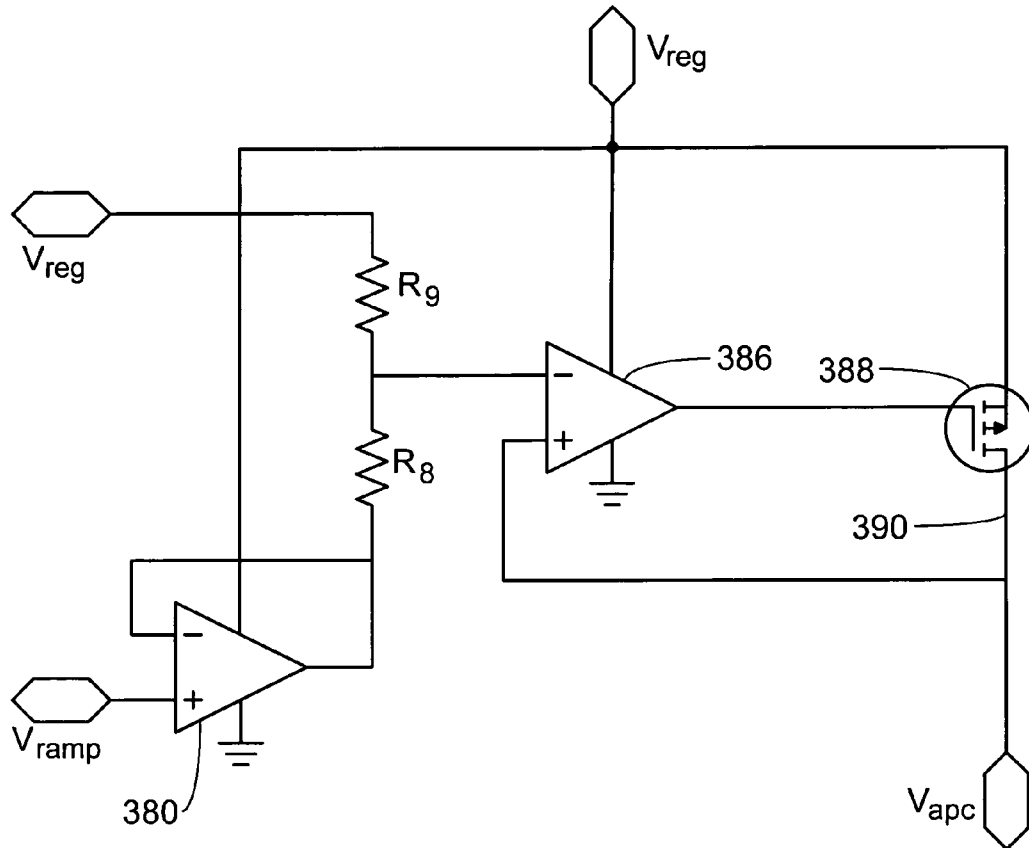 V_reg
V_reg
R_9
386
388
−
+
R_8
390
−
+
V_ramp
380
V_apc